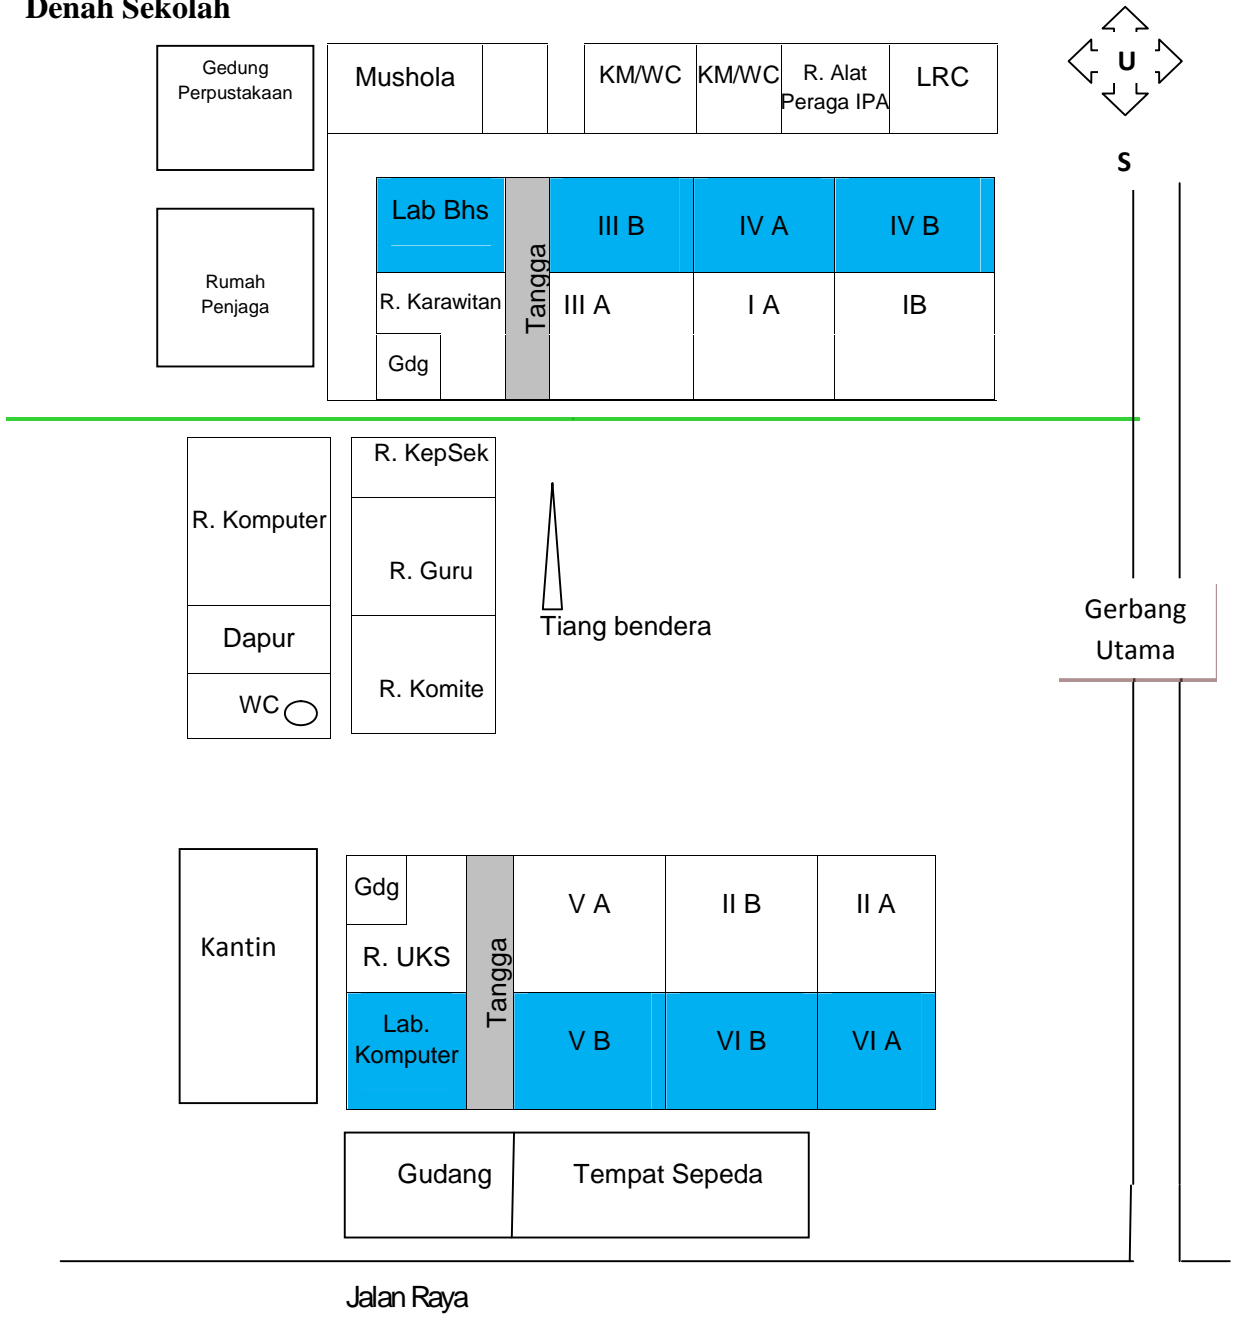 Denah Sekolah
U
S
Gedung
Perpustakaan
Mushola
KM/WC
KM/WC
R. Alat
Peraga IPA
LRC
Rumah
Penjaga
Lab Bhs
Tangga
III B
IV A
IV B
R. Karawitan
III A
I A
IB
Gdg
R. Komputer
Dapur
WC
R. KepSek
R. Guru
R. Komite
Tiang bendera
Gerbang
Utama
Kantin
Gdg
R. UKS
Tangga
V A
II B
II A
Lab.
Komputer
V B
VI B
VI A
Gudang
Tempat Sepeda
Jalan Raya